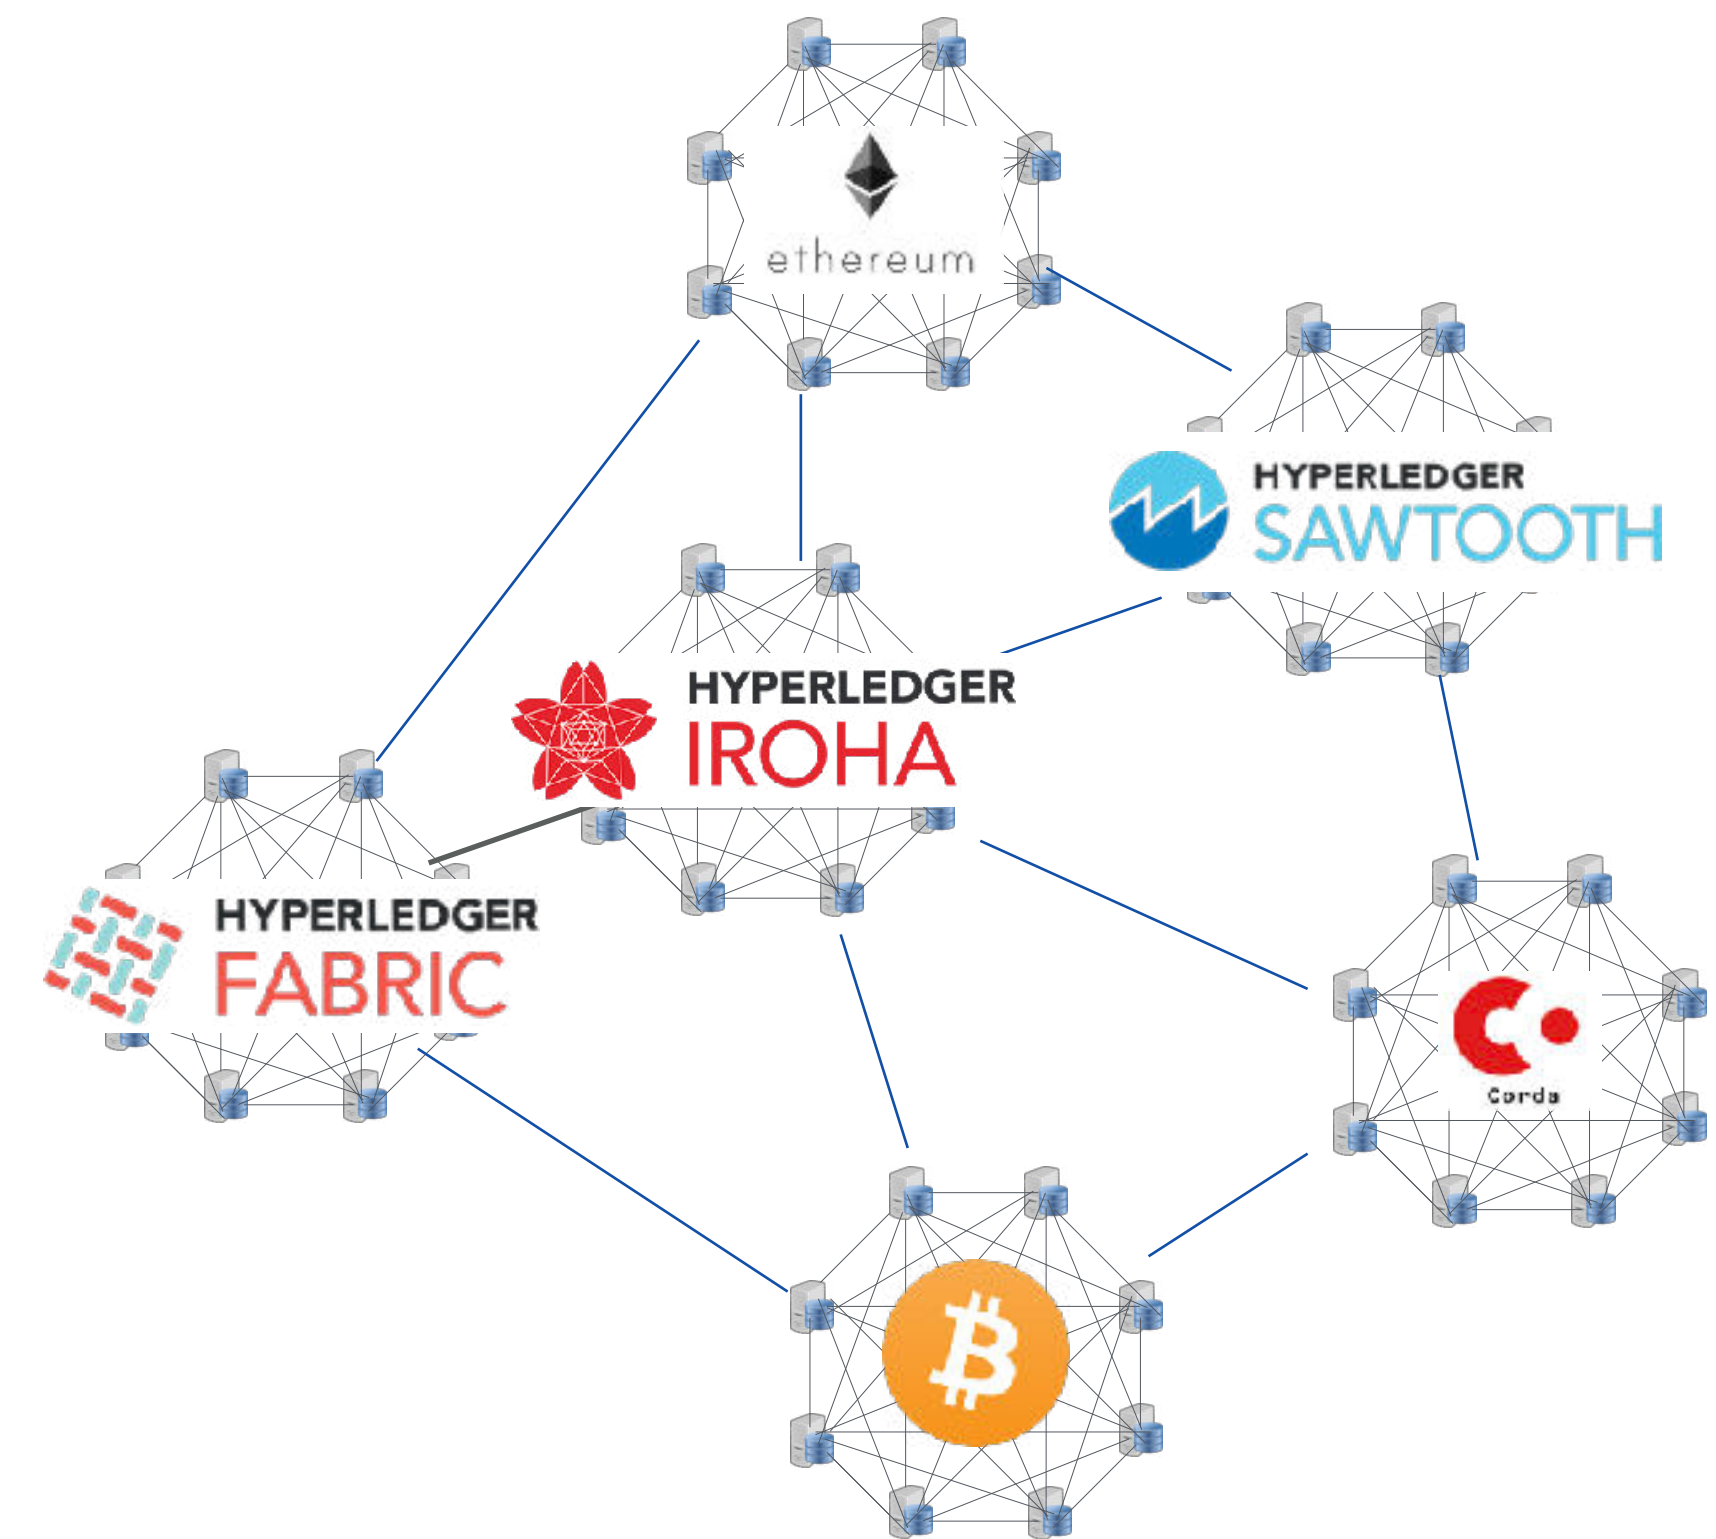 ethereum
HYPERLEDGER
SAWTOOTH
HYPERLEDGER
IROHA
HYPERLEDGER
FABRIC
Corda